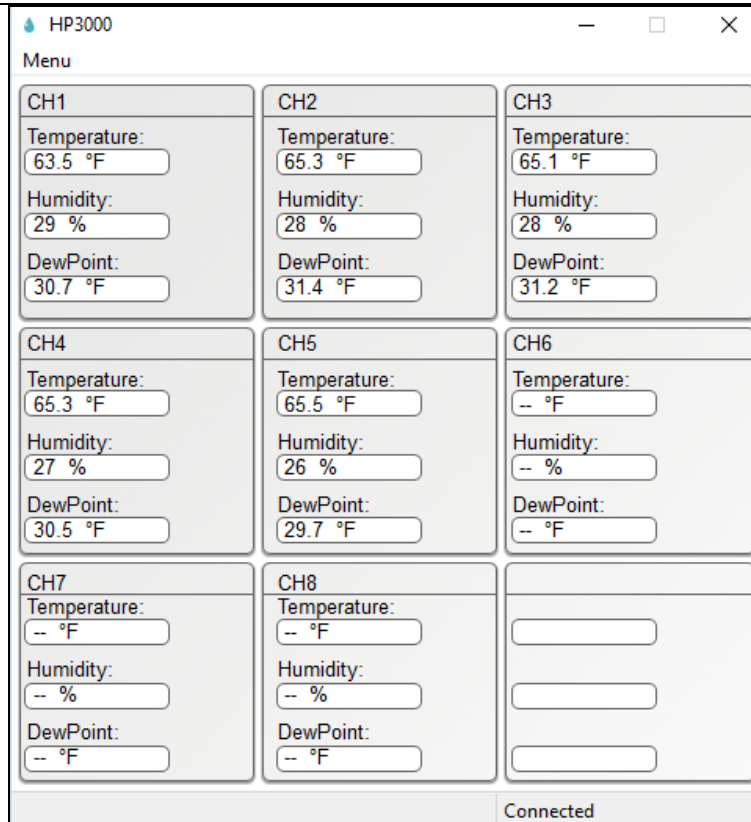 HP3000
Menu
CH1
Temperature:
63.5 °F
Humidity:
29 %
DewPoint:
30.7 °F
CH2
Temperature:
65.3 °F
Humidity:
28 %
DewPoint:
31.4 °F
CH3
Temperature:
65.1 °F
Humidity:
28 %
DewPoint:
31.2 °F
CH4
Temperature:
65.3 °F
Humidity:
27 %
DewPoint:
30.5 °F
CH5
Temperature:
65.5 °F
Humidity:
26 %
DewPoint:
29.7 °F
CH6
Temperature:
-- °F
Humidity:
-- %
DewPoint:
-- °F
CH7
Temperature:
-- °F
Humidity:
-- %
DewPoint:
-- °F
CH8
Temperature:
-- °F
Humidity:
-- %
DewPoint:
-- °F
Connected